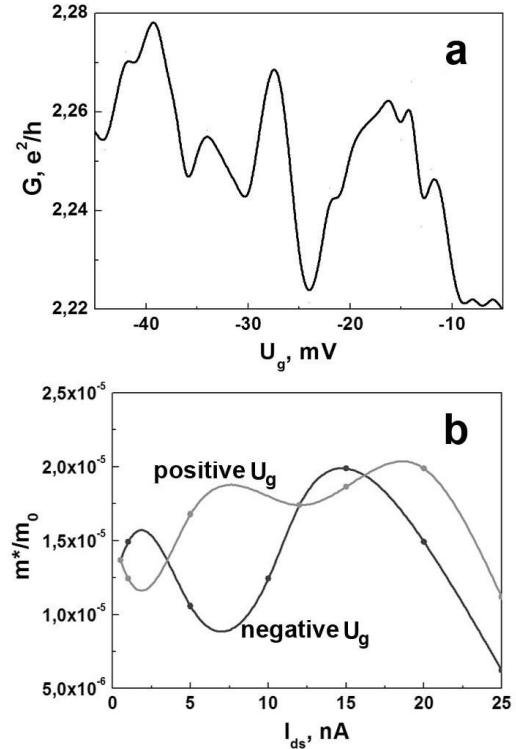 a
2,28
2,26
2,24
2,22
G, e²/h
-40
-30
-20
-10
U_g, mV
b
2,5x10⁻⁵
2,0x10⁻⁵
1,5x10⁻⁵
1,0x10⁻⁵
5,0x10⁻⁶
m*/m₀
positive U_g
negative U_g
0
5
10
15
20
25
I_ds, nA